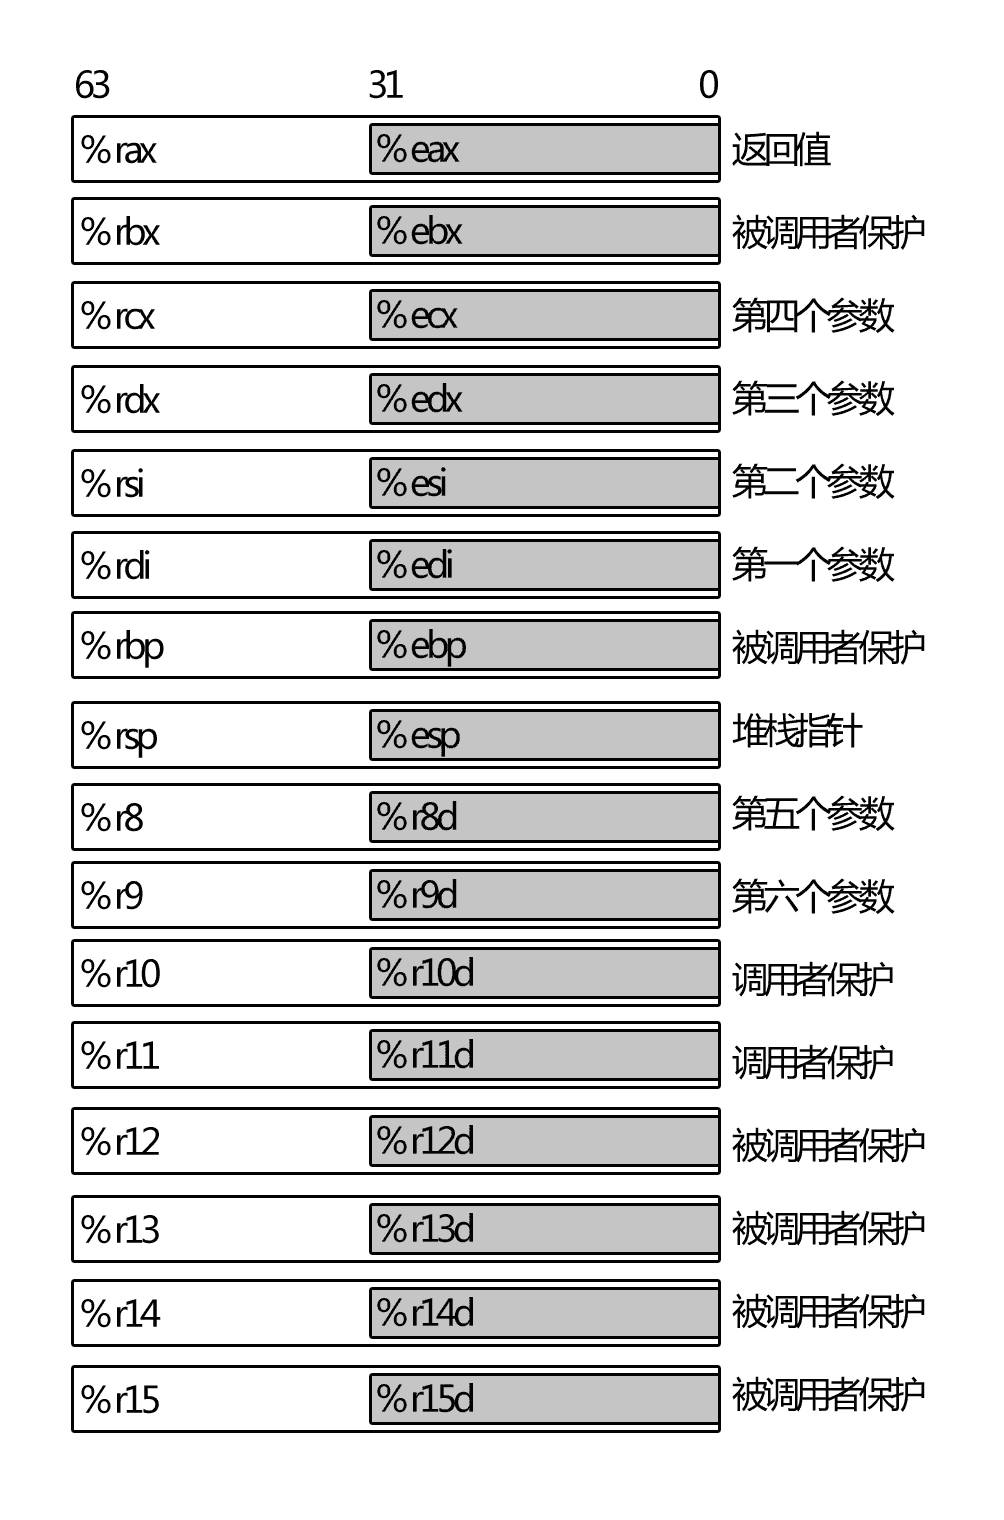 63 31 0
%rax %eax 返回值
%rbx %ebx 被调用者保护
%rcx %ecx 第四个参数
%rdx %edx 第三个参数
%rsi %esi 第二个参数
%rdi %edi 第一个参数
%rbp %ebp 被调用者保护
%rsp %esp 堆栈指针
%r8 %r8d 第五个参数
%r9 %r9d 第六个参数
%r10 %r10d 调用者保护
%r11 %r11d 调用者保护
%r12 %r12d 被调用者保护
%r13 %r13d 被调用者保护
%r14 %r14d 被调用者保护
%r15 %r15d 被调用者保护